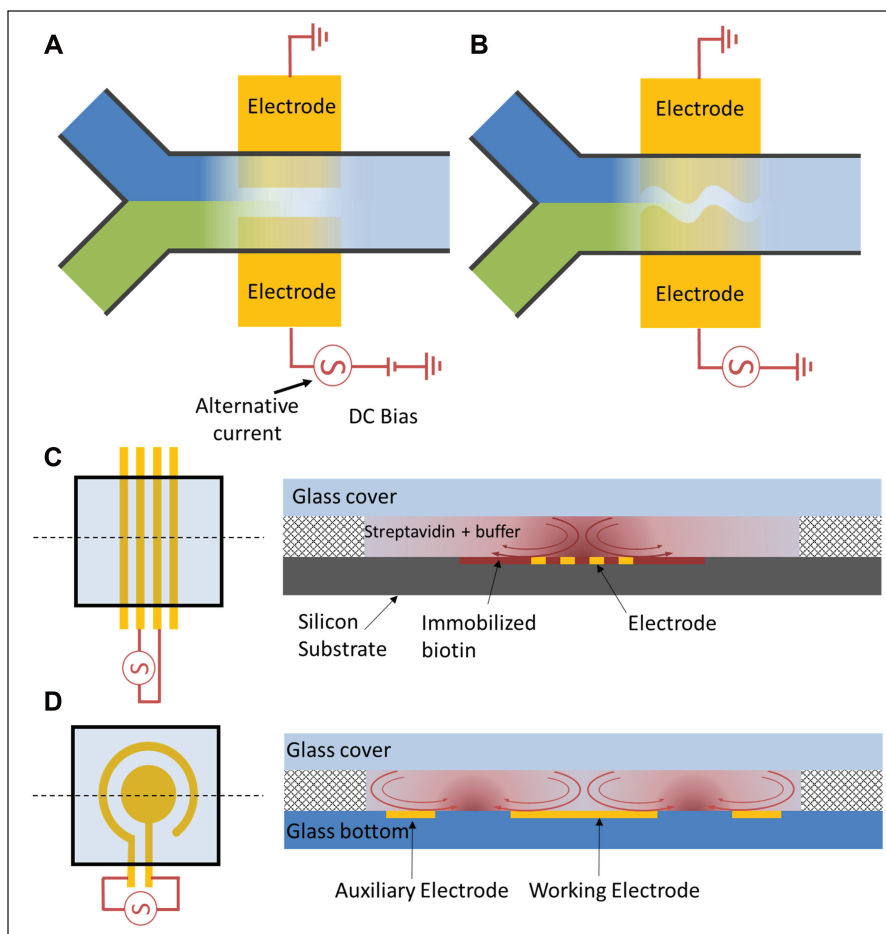 A
B
Electrode
Electrode
Electrode
Electrode
S
S
Alternative
current
DC Bias
C
Glass cover
Streptavidin + buffer
S
Silicon
Substrate
Immobilized
biotin
Electrode
D
Glass cover
Glass bottom
S
Auxiliary Electrode
Working Electrode